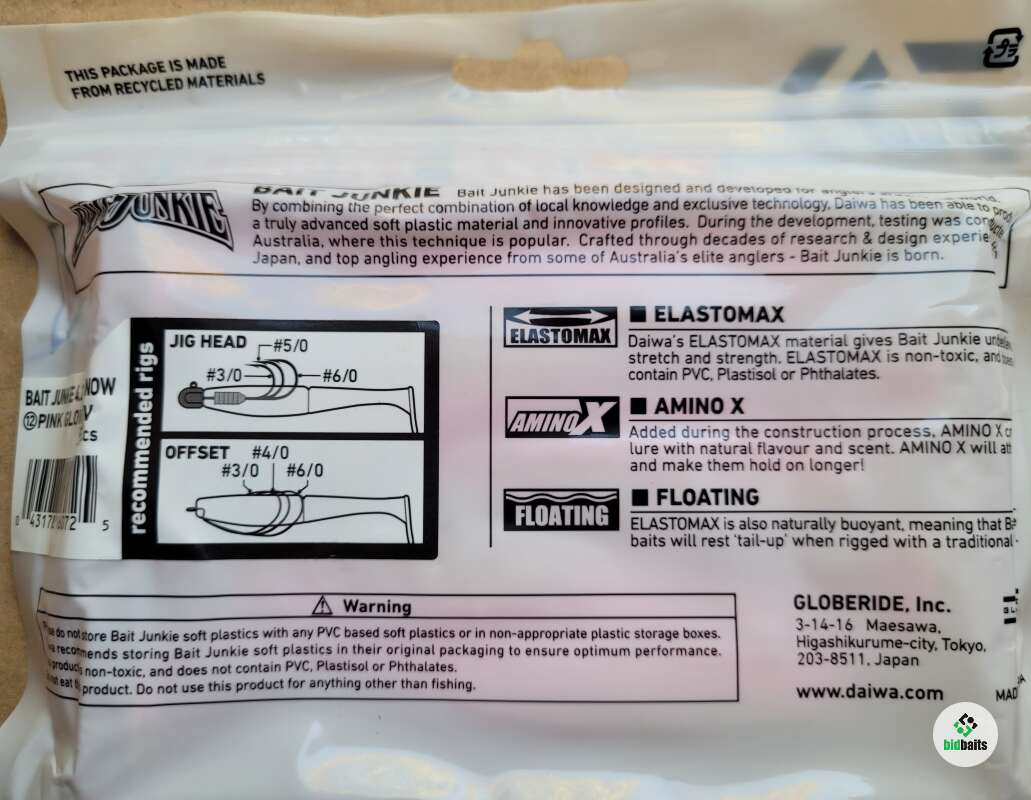 THIS PACKAGE IS MADE
FROM RECYCLED MATERIALS
JUNKIE
BAIT JUNKIE Bait Junkie has been designed and developed for
By combining the perfect combination of local knowledge and exclusive technology, Daiwa has been able to
a truly advanced soft plastic material and innovative profiles. During the development, testing was
Australia, where this technique is popular. Crafted through decades of research & design
Japan, and top angling experience from some of Australia's elite anglers - Bait Junkie is born.
BAIT
⑫PINK
recommended rigs
JIG HEAD
#5/0
#3/0
#6/0
OFFSET
#4/0
#3/0
#6/0
ELASTOMAX
■ ELASTOMAX
Daiwa's ELASTOMAX material gives Bait Junkie
stretch and strength. ELASTOMAX is non-toxic, and
contain PVC, Plastisol or Phthalates.
AMINO X
■ AMINO X
Added during the construction process, AMINO X
lure with natural flavour and scent. AMINO X will
and make them hold on longer!
FLOATING
■ FLOATING
ELASTOMAX is also naturally buoyant, meaning that
baits will rest 'tail-up' when rigged with a traditional
Warning
do not store Bait Junkie soft plastics with any PVC based soft plastics or in non-appropriate plastic storage boxes.
recommends storing Bait Junkie soft plastics in their original packaging to ensure optimum performance.
product is non-toxic, and does not contain PVC, Plastisol or Phthalates.
not eat product. Do not use this product for anything other than fishing.
GLOBERIDE, Inc.
3-14-16 Maesawa,
Higashikurume-city, Tokyo,
203-8511, Japan
www.daiwa.com
bidbaits